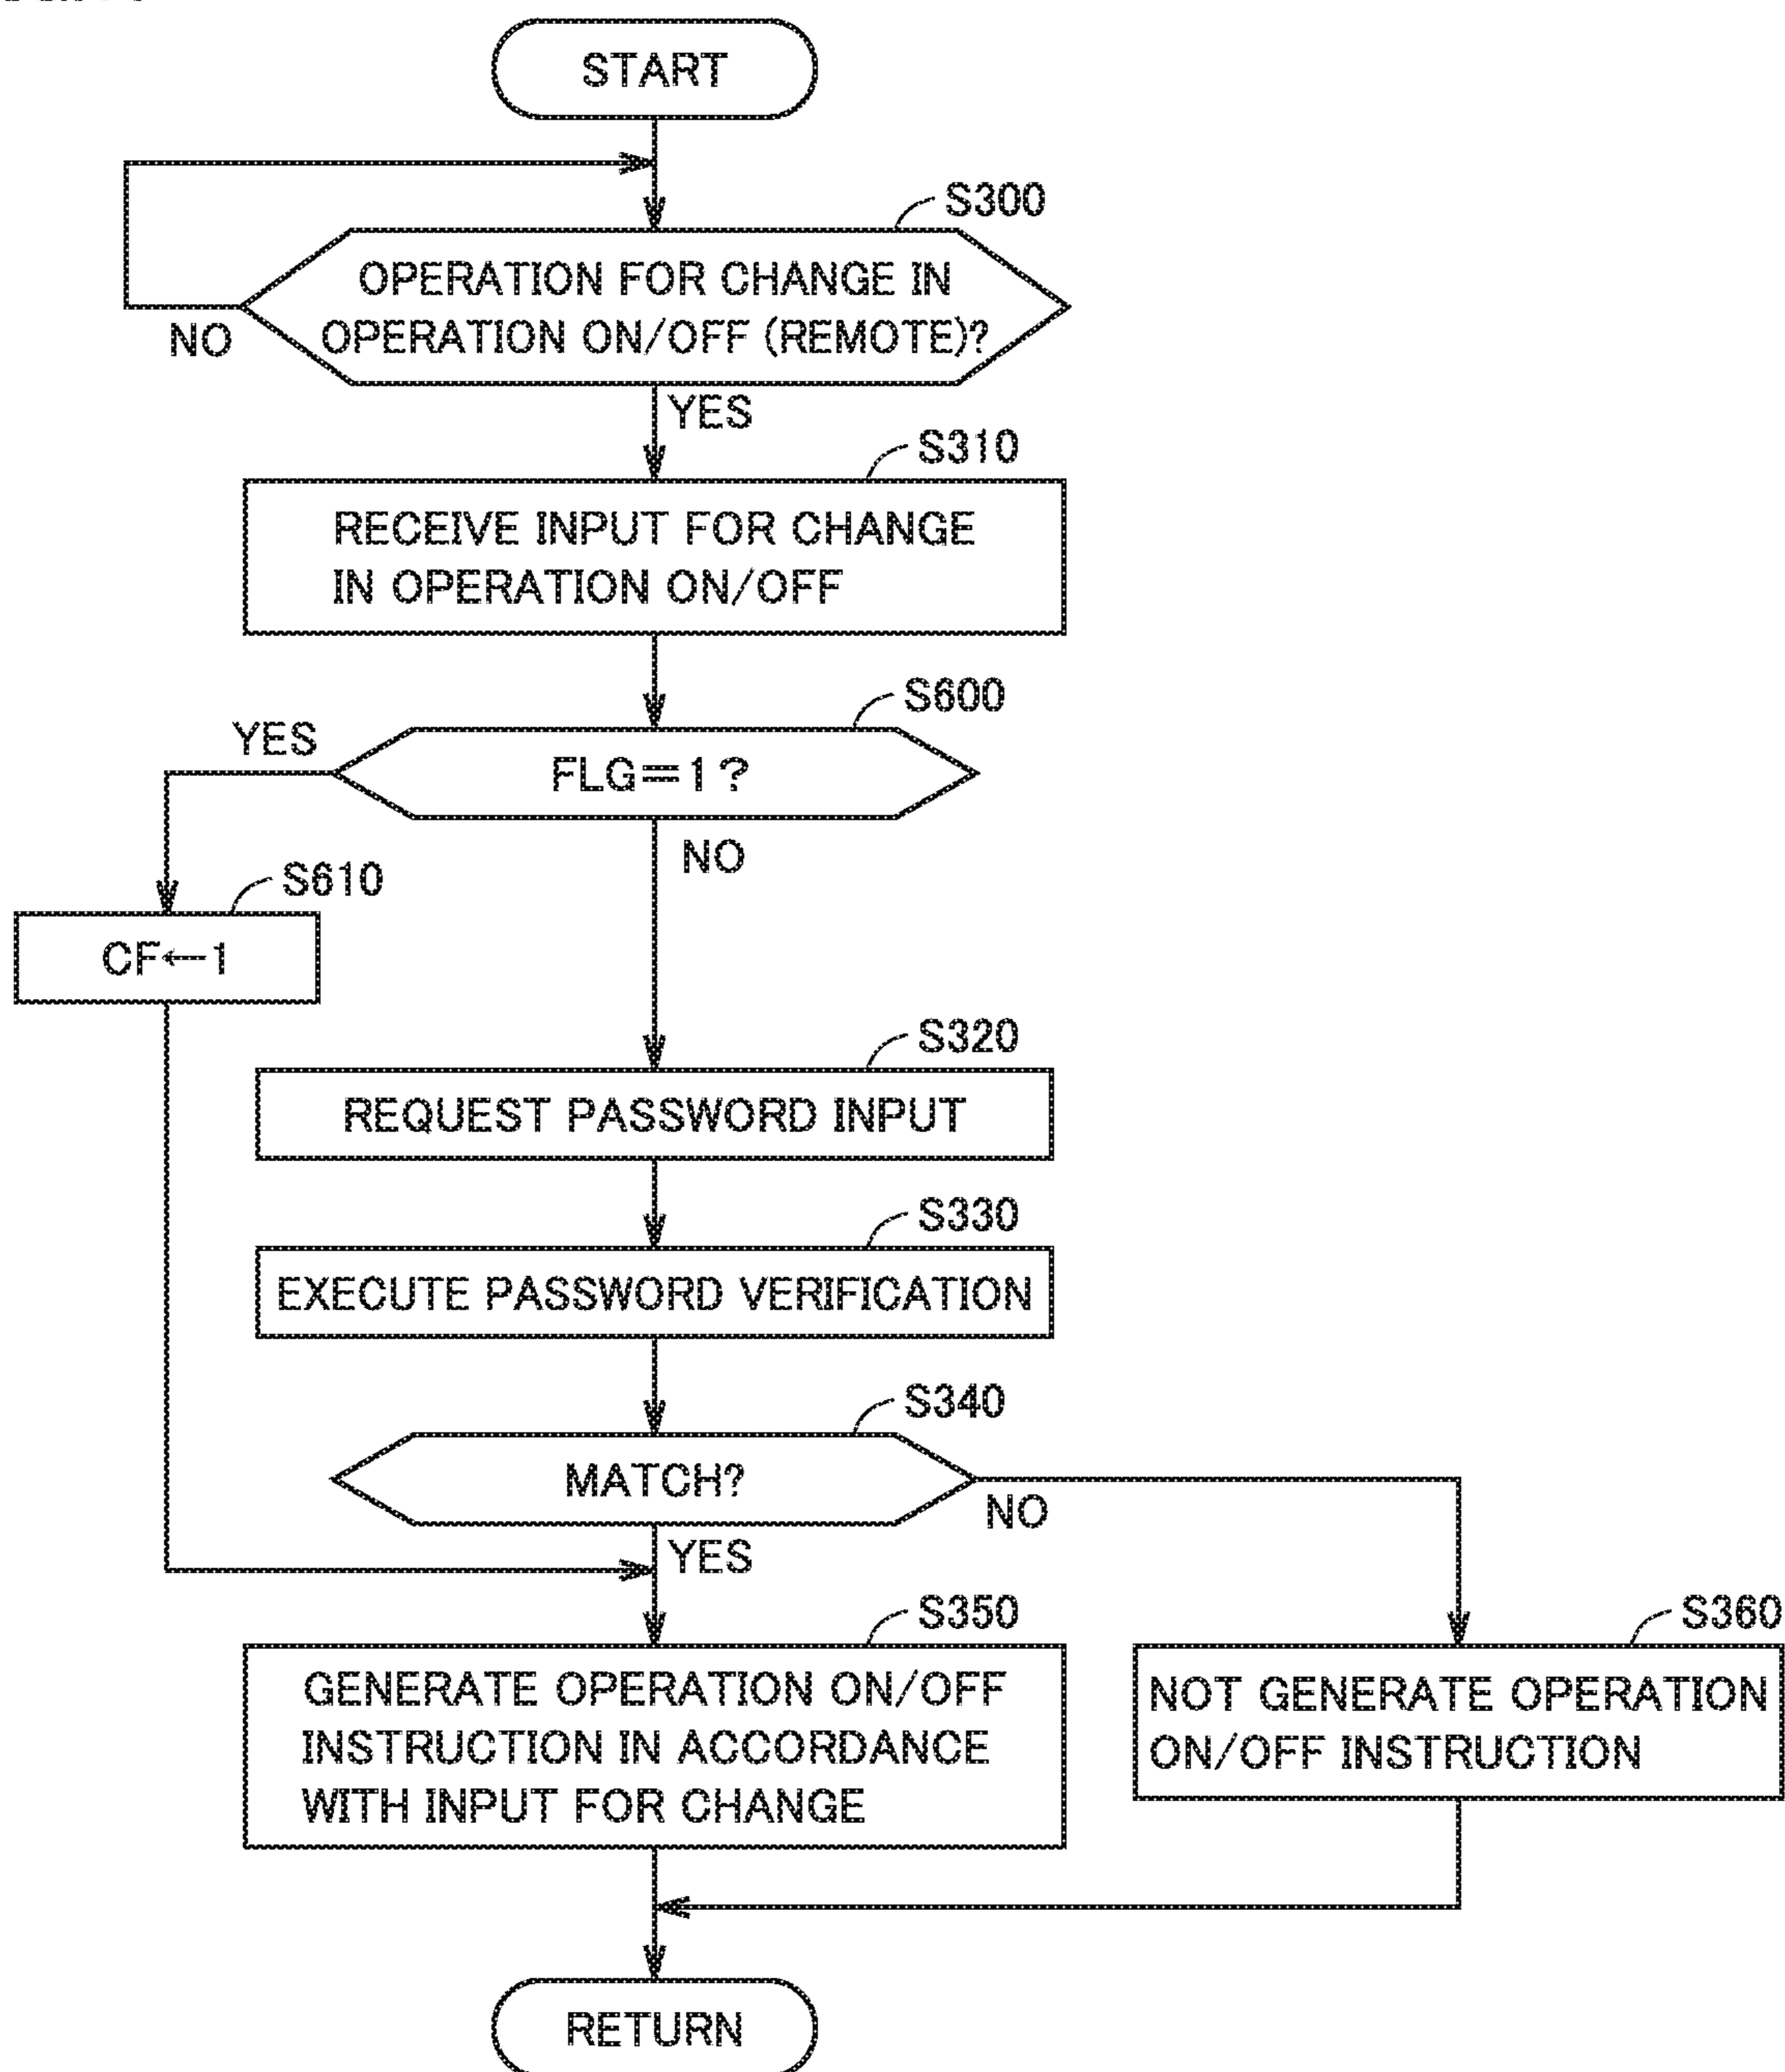 START
S300
OPERATION FOR CHANGE IN
OPERATION ON/OFF (REMOTE)?
NO
YES
S310
RECEIVE INPUT FOR CHANGE
IN OPERATION ON/OFF
S600
YES
FLG=1?
NO
S610
CF←1
S320
REQUEST PASSWORD INPUT
S330
EXECUTE PASSWORD VERIFICATION
S340
MATCH?
NO
YES
S350
GENERATE OPERATION ON/OFF
INSTRUCTION IN ACCORDANCE
WITH INPUT FOR CHANGE
S360
NOT GENERATE OPERATION
ON/OFF INSTRUCTION
RETURN